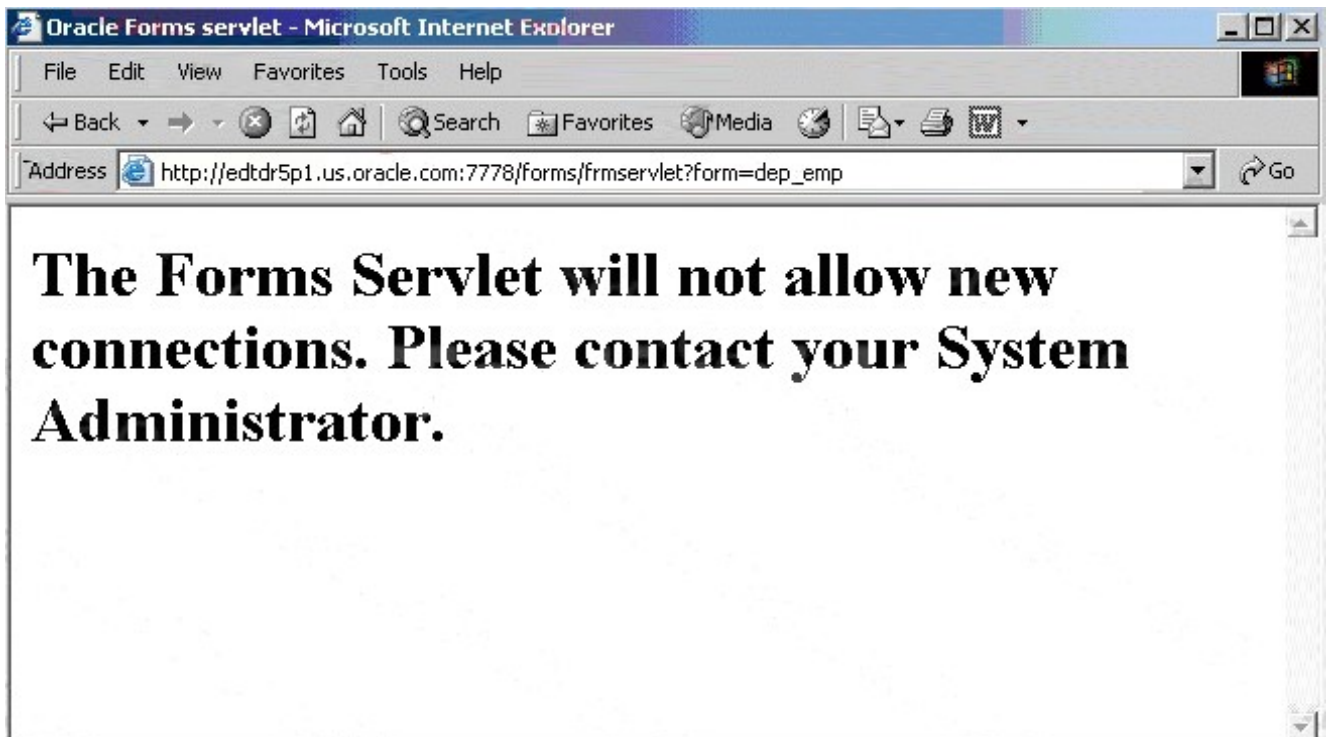 Oracle Forms servlet - Microsoft Internet Explorer
File Edit View Favorites Tools Help
Back Search Favorites Media
Address http://edtdr5p1.us.oracle.com:7778/forms/frmservlet?form=dep_emp Go
The Forms Servlet will not allow new
connections. Please contact your System
Administrator.